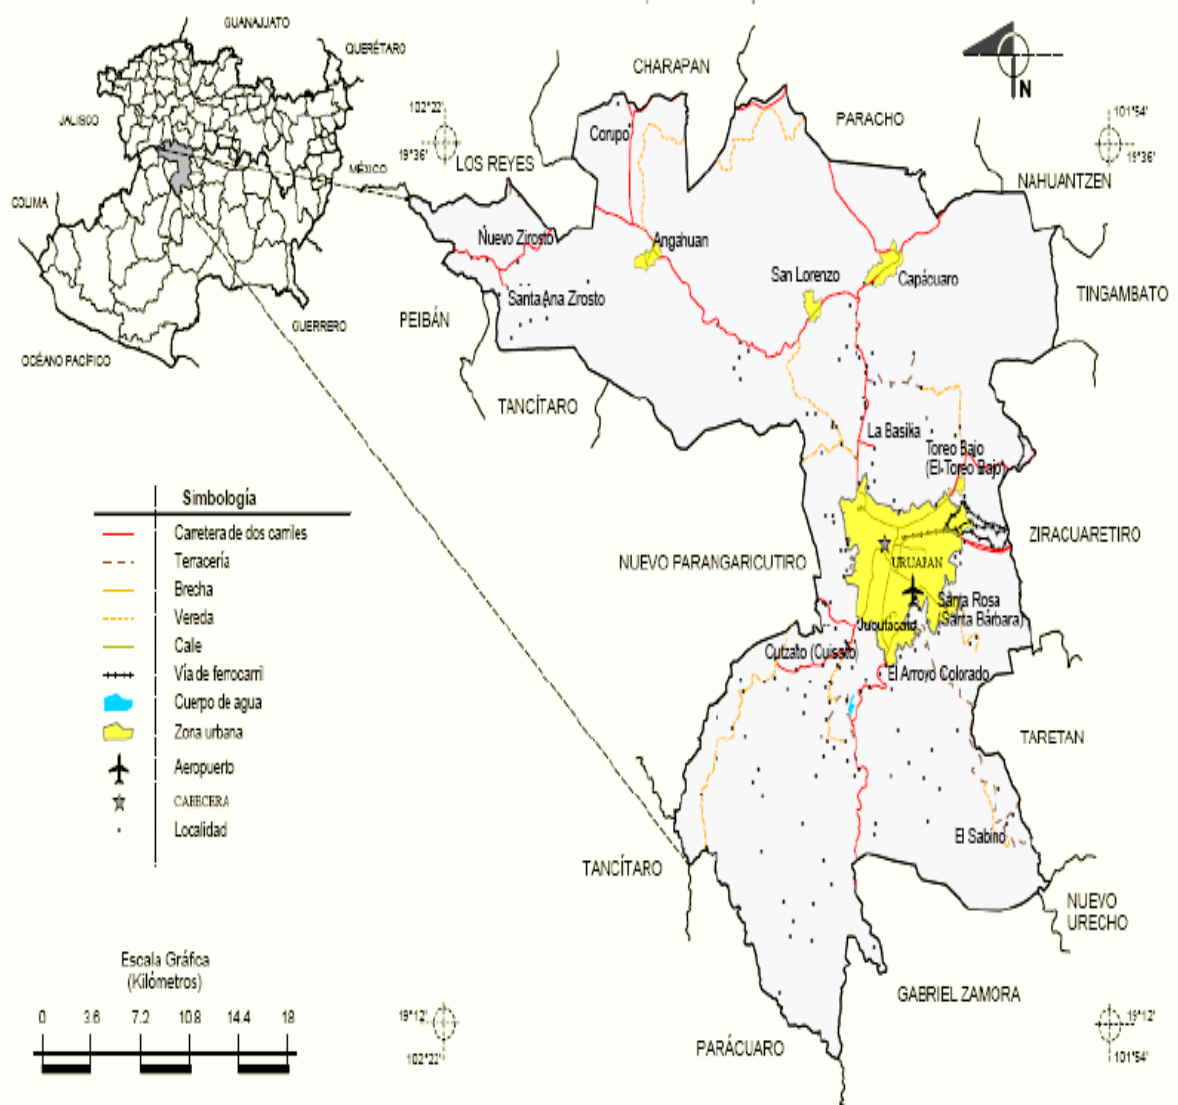 GUANAJUATO
QUERÉTARO
JALISCO
MÉXICO
COLIMA
GUERRERO
OCÉANO PACÍFICO
CHARAPAN
PARACHO
N
102°22'
19°36'
101°54'
19°36'
LOS REYES
NAHUANTZEN
Corupo
Nuevo Zirosto
Angahuan
San Lorenzo
Capácuaro
TINGAMBATO
Santa Ana Zirosto
PEIBÁN
TANCÍTARO
La Basilia
Toreo Bajo
(El Toreo Bajo)
ZIRACUARETIRO
NUEVO PARANGARICUTIRO
URUAPAN
Santa Rosa
(Santa Bárbara)
Jucutacato
Cutzato (Cuisato)
El Arroyo Colorado
TARETAN
El Sabino
TANCÍTARO
NUEVO
URECHO
GABRIEL ZAMORA
PARÁCUARO
19°12'
102°22'
19°12'
101°54'
Simbología
Carretera de dos carriles
Terracería
Brecha
Vereda
Calle
Vía de ferrocarril
Cuerpo de agua
Zona urbana
Aeropuerto
CABECERA
Localidad
Escala Gráfica
(Kilómetros)
0 3.6 7.2 10.8 14.4 18